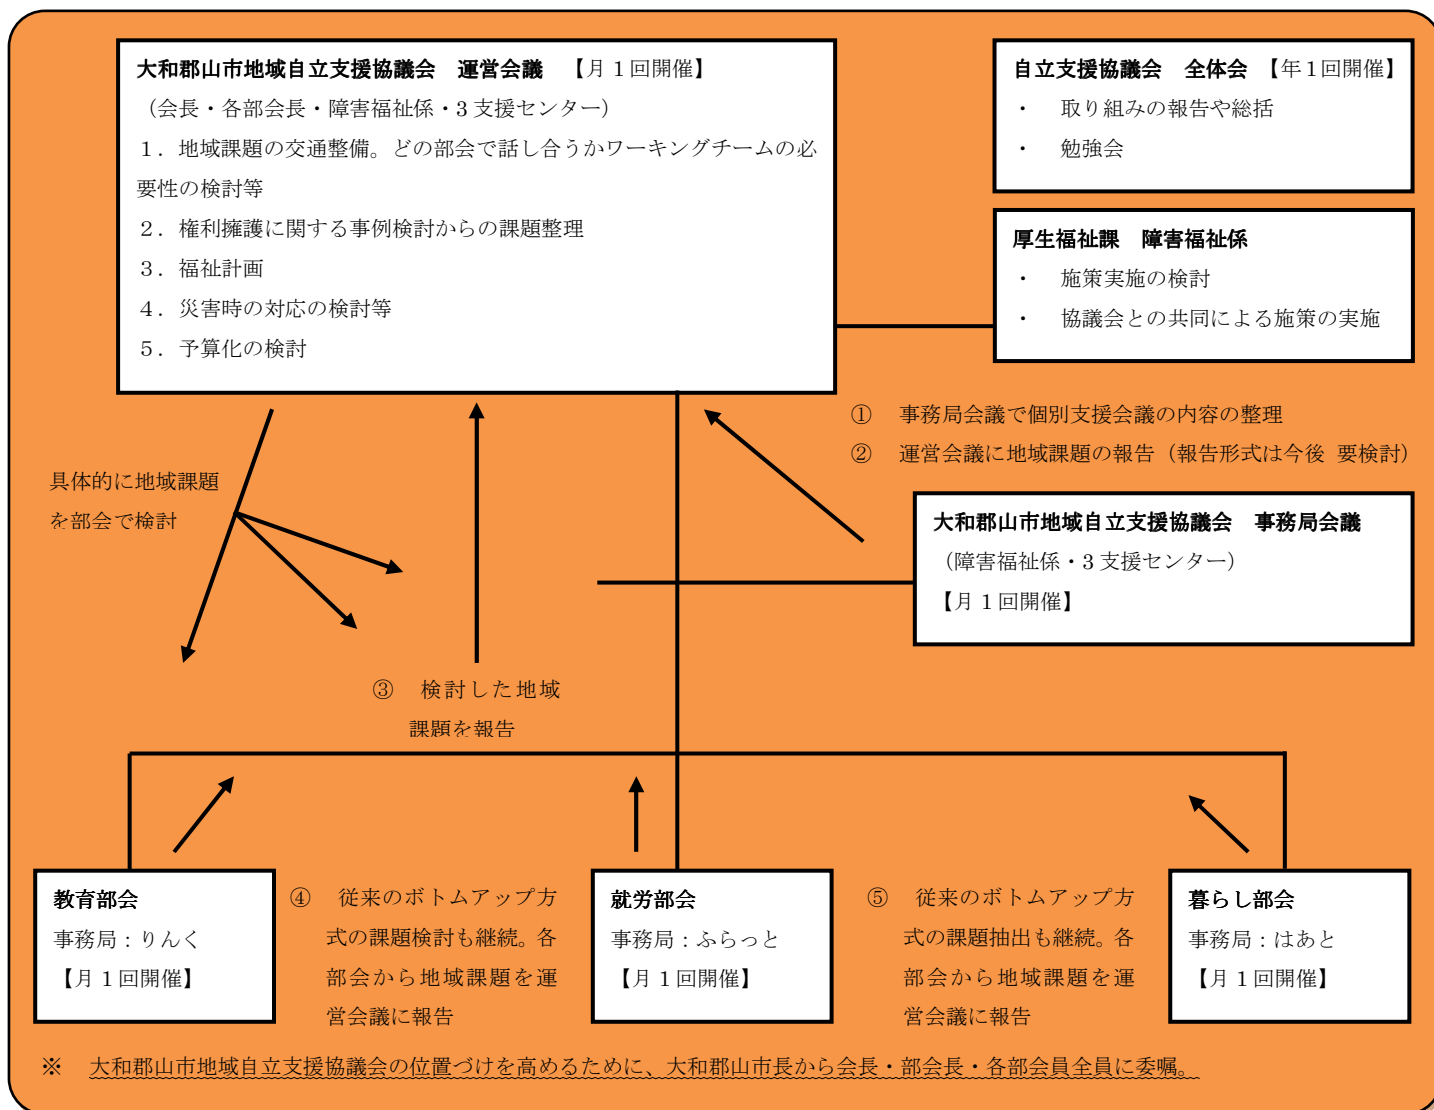 大和郡山市地域自立支援協議会　運営会議　【月１回開催】
（会長・各部会長・障害福祉係・3 支援センター）
１．地域課題の交通整備。どの部会で話し合うかワーキングチームの必
要性の検討等
２．権利擁護に関する事例検討からの課題整理
３．福祉計画
４．災害時の対応の検討等
５．予算化の検討
自立支援協議会　全体会　【年１回開催】
・　取り組みの報告や総括
・　勉強会
厚生福祉課　障害福祉係
・　施策実施の検討
・　協議会との共同による施策の実施
①　事務局会議で個別支援会議の内容の整理
②　運営会議に地域課題の報告（報告形式は今後 要検討）
具体的に地域課題
を部会で検討
大和郡山市地域自立支援協議会　事務局会議
（障害福祉係・3 支援センター）
【月１回開催】
③　検討した地域
課題を報告
教育部会
事務局：りんく
【月１回開催】
④　従来のボトムアップ方
式の課題検討も継続。各
部会から地域課題を運
営会議に報告
就労部会
事務局：ふらっと
【月１回開催】
⑤　従来のボトムアップ方
式の課題抽出も継続。各
部会から地域課題を運
営会議に報告
暮らし部会
事務局：はあと
【月１回開催】
※　大和郡山市地域自立支援協議会の位置づけを高めるために、大和郡山市長から会長・部会長・各部会員全員に委嘱。